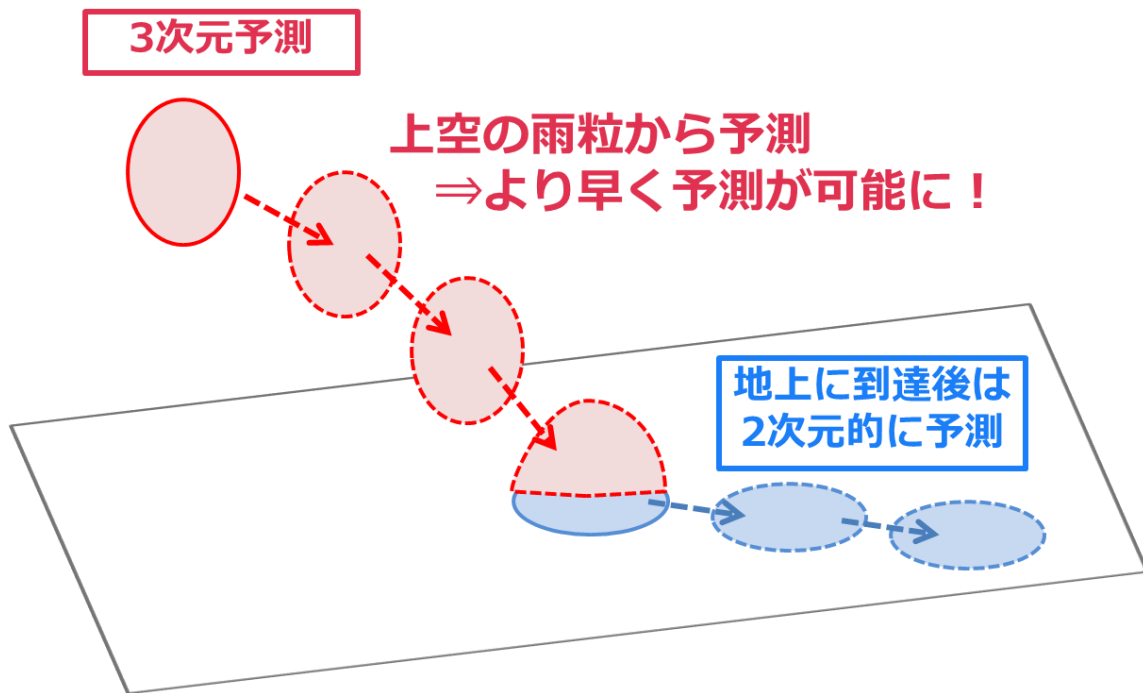 3次元予測
上空の雨粒から予測
⇒より早く予測が可能に！
地上に到達後は
2次元的に予測